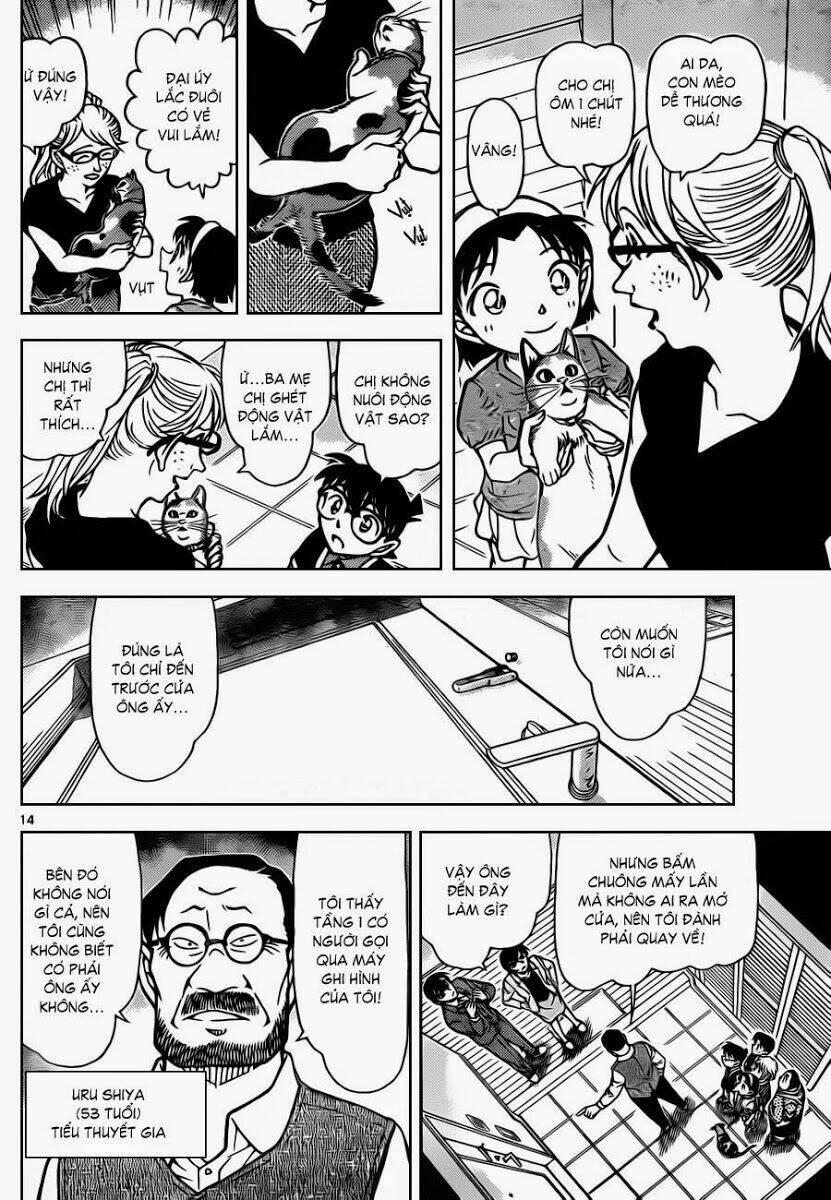 AI DA,
CON MÈO
DỄ THƯƠNG
QUÁ!
CHO CHỊ
ÔM 1 CHÚT
NHÉ!
VÂNG!
VỤT
VỤT
ĐẠI ÚY
LẮC ĐUÔI
CÓ VẺ
VUI LẮM!
Ừ ĐÚNG
VẬY!
VỤT
CHỊ KHÔNG
NUÔI ĐỘNG
VẬT SAO?
Ừ...BA MẸ
CHỊ GHÉT
ĐỘNG VẬT
LẮM...
NHƯNG
CHỊ THÌ
RẤT
THÍCH...
CÒN MUỐN
TÔI NÓI GÌ
NỮA...
ĐÚNG LÀ
TÔI CHỈ ĐẾN
TRƯỚC CỬA
ÔNG ẤY...
14
NHƯNG BẤM
CHUÔNG MẤY LẦN
MÀ KHÔNG AI RA MỞ
CỬA, NÊN TÔI ĐÀNH
PHẢI QUAY VỀ!
VẬY ÔNG
ĐẾN ĐÂY
LÀM GÌ?
TÔI THẤY
TẦNG 1 CÓ
NGƯỜI GỌI
QUA MÁY
GHI HÌNH
CỦA TÔI!
BÊN ĐÓ
KHÔNG NÓI
GÌ CẢ, NÊN
TÔI CŨNG
KHÔNG BIẾT
CÓ PHẢI
ÔNG ẤY
KHÔNG...
URU SHIYA
(53 TUỔI)
TIỂU THUYẾT GIA